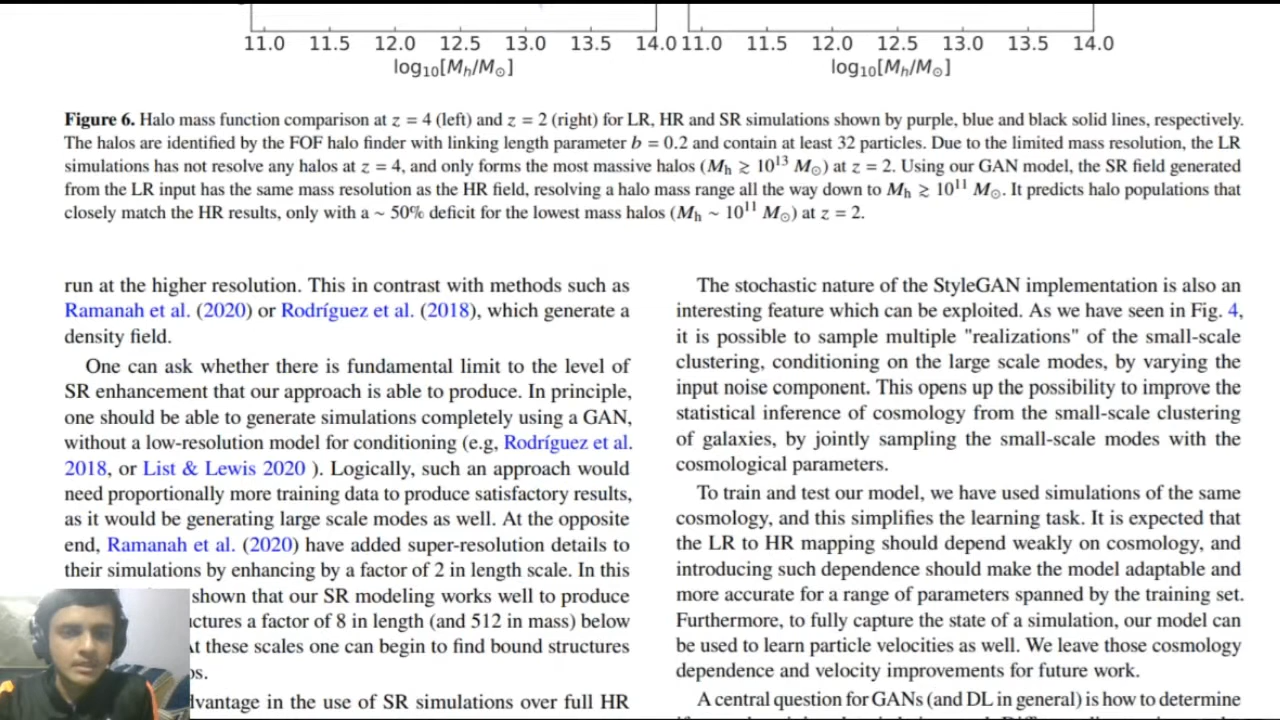 11.0 11.5 12.0 12.5 13.0 13.5 14.0 11.0 11.5 12.0 12.5 13.0 13.5 14.0
log₁₀[Mₕ/M⊙] log₁₀[Mₕ/M⊙]
Figure 6. Halo mass function comparison at z = 4 (left) and z = 2 (right) for LR, HR and SR simulations shown by purple, blue and black solid lines, respectively.
The halos are identified by the FOF halo finder with linking length parameter b = 0.2 and contain at least 32 particles. Due to the limited mass resolution, the LR
simulations has not resolve any halos at z = 4, and only forms the most massive halos (Mₕ ≳ 10¹³ M⊙) at z = 2. Using our GAN model, the SR field generated
from the LR input has the same mass resolution as the HR field, resolving a halo mass range all the way down to Mₕ ≳ 10¹¹ M⊙. It predicts halo populations that
closely match the HR results, only with a ~ 50% deficit for the lowest mass halos (Mₕ ~ 10¹¹ M⊙) at z = 2.
run at the higher resolution. This in contrast with methods such as
Ramanah et al. (2020) or Rodríguez et al. (2018), which generate a
density field.
One can ask whether there is fundamental limit to the level of
SR enhancement that our approach is able to produce. In principle,
one should be able to generate simulations completely using a GAN,
without a low-resolution model for conditioning (e.g, Rodríguez et al.
2018, or List & Lewis 2020 ). Logically, such an approach would
need proportionally more training data to produce satisfactory results,
as it would be generating large scale modes as well. At the opposite
end, Ramanah et al. (2020) have added super-resolution details to
their simulations by enhancing by a factor of 2 in length scale. In this
shown that our SR modeling works well to produce
ctures a factor of 8 in length (and 512 in mass) below
t these scales one can begin to find bound structures
os.
lvantage in the use of SR simulations over full HR
The stochastic nature of the StyleGAN implementation is also an
interesting feature which can be exploited. As we have seen in Fig. 4,
it is possible to sample multiple "realizations" of the small-scale
clustering, conditioning on the large scale modes, by varying the
input noise component. This opens up the possibility to improve the
statistical inference of cosmology from the small-scale clustering
of galaxies, by jointly sampling the small-scale modes with the
cosmological parameters.
To train and test our model, we have used simulations of the same
cosmology, and this simplifies the learning task. It is expected that
the LR to HR mapping should depend weakly on cosmology, and
introducing such dependence should make the model adaptable and
more accurate for a range of parameters spanned by the training set.
Furthermore, to fully capture the state of a simulation, our model can
be used to learn particle velocities as well. We leave those cosmology
dependence and velocity improvements for future work.
A central question for GANs (and DL in general) is how to determine